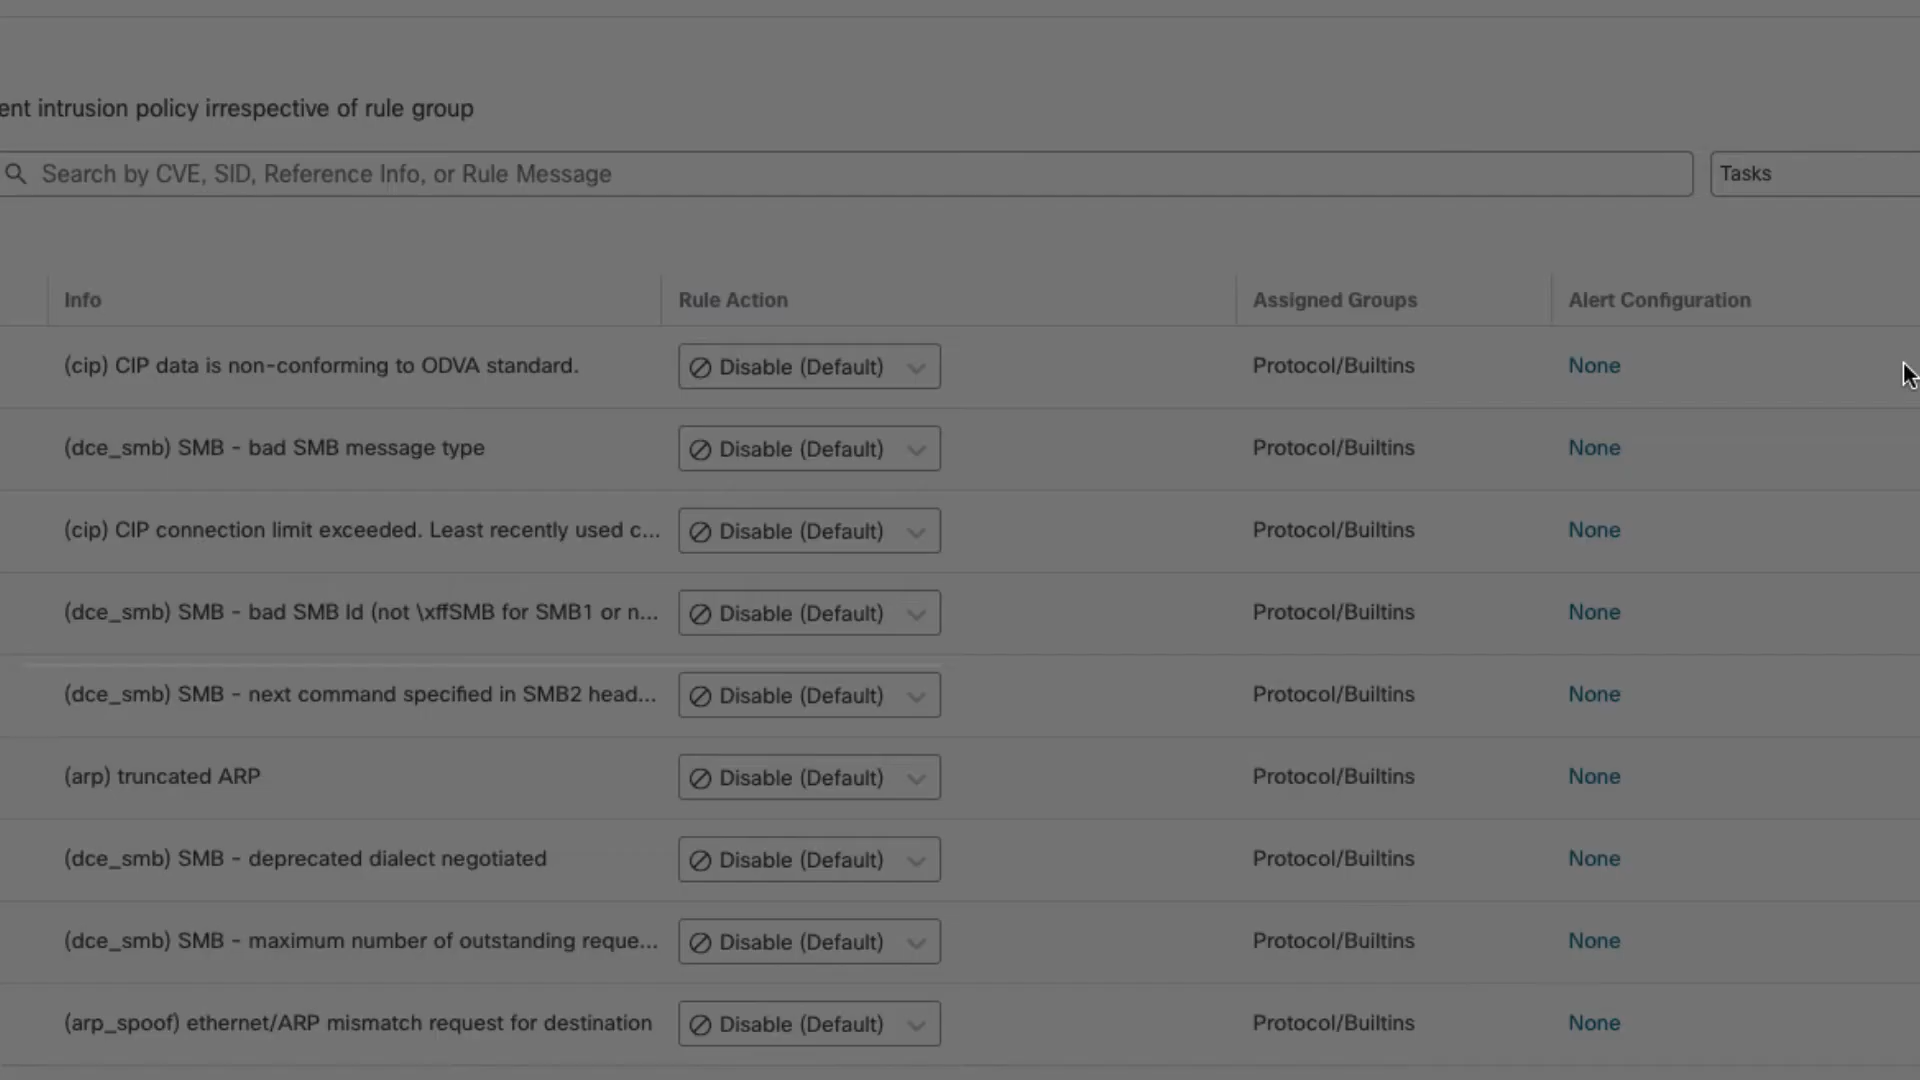 ent intrusion policy irrespective of rule group
Search by CVE, SID, Reference Info, or Rule Message
Tasks
Info Rule Action Assigned Groups Alert Configuration
(cip) CIP data is non-conforming to ODVA standard. Disable (Default) Protocol/Builtins None
(dce_smb) SMB - bad SMB message type Disable (Default) Protocol/Builtins None
(cip) CIP connection limit exceeded. Least recently used c... Disable (Default) Protocol/Builtins None
(dce_smb) SMB - bad SMB Id (not \xffSMB for SMB1 or n... Disable (Default) Protocol/Builtins None
(dce_smb) SMB - next command specified in SMB2 head... Disable (Default) Protocol/Builtins None
(arp) truncated ARP Disable (Default) Protocol/Builtins None
(dce_smb) SMB - deprecated dialect negotiated Disable (Default) Protocol/Builtins None
(dce_smb) SMB - maximum number of outstanding reque... Disable (Default) Protocol/Builtins None
(arp_spoof) ethernet/ARP mismatch request for destination Disable (Default) Protocol/Builtins None